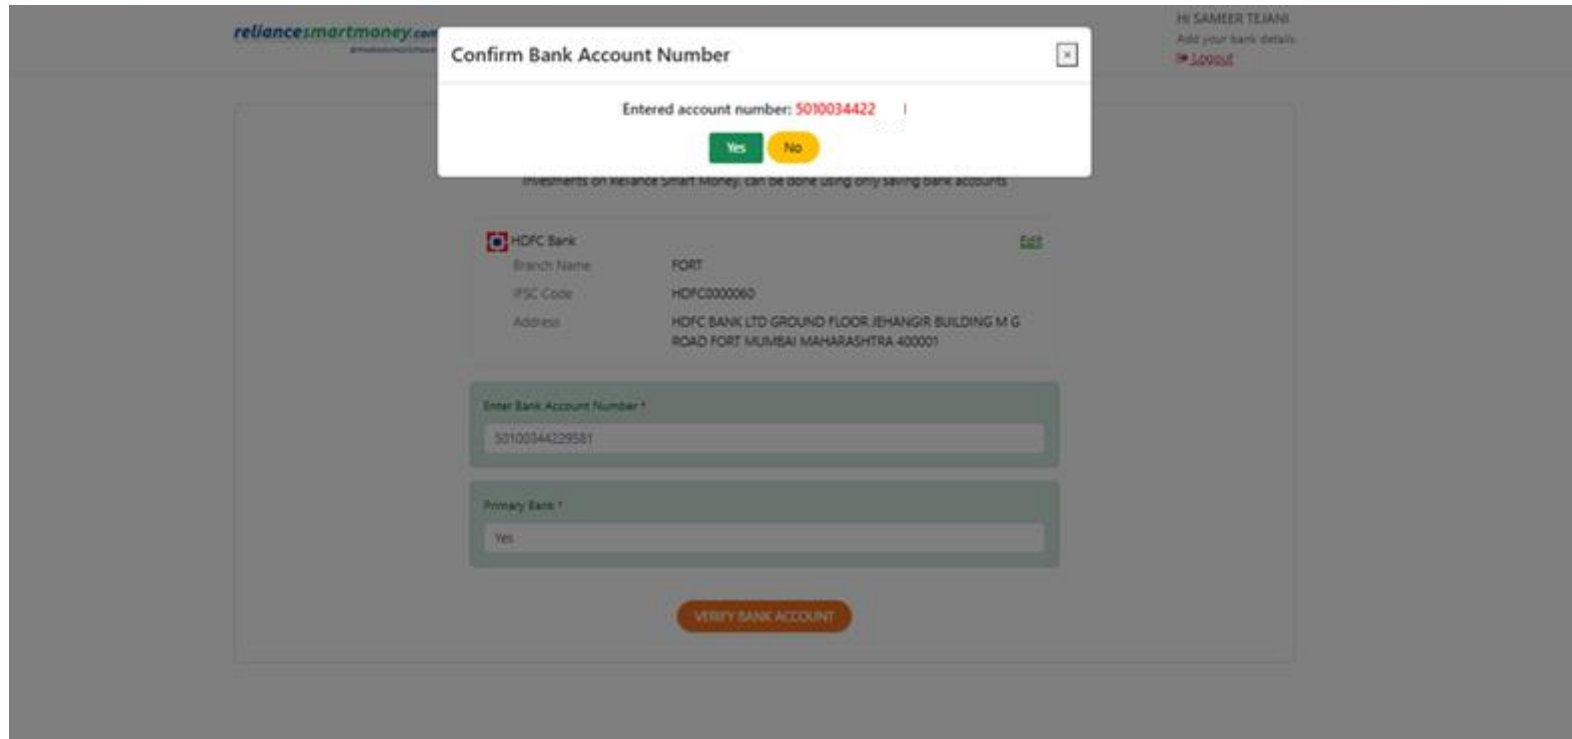 reliancesmartmoney.com
HI SAMEER TEJANI
Add your bank details
Logout
Confirm Bank Account Number
Entered account number: 5010034422
Yes
No
Invesments on Reliance Smart Money, can be done using only saving bank accounts
HDFC Bank
Edit
Branch Name FORT
IFSC Code HDFC0000060
Address HDFC BANK LTD GROUND FLOOR JEHANGIR BUILDING M G
ROAD FORT MUMBAI MAHARASHTRA 400001
Enter Bank Account Number *
50100344229581
Primary Bank *
Yes
VERIFY BANK ACCOUNT